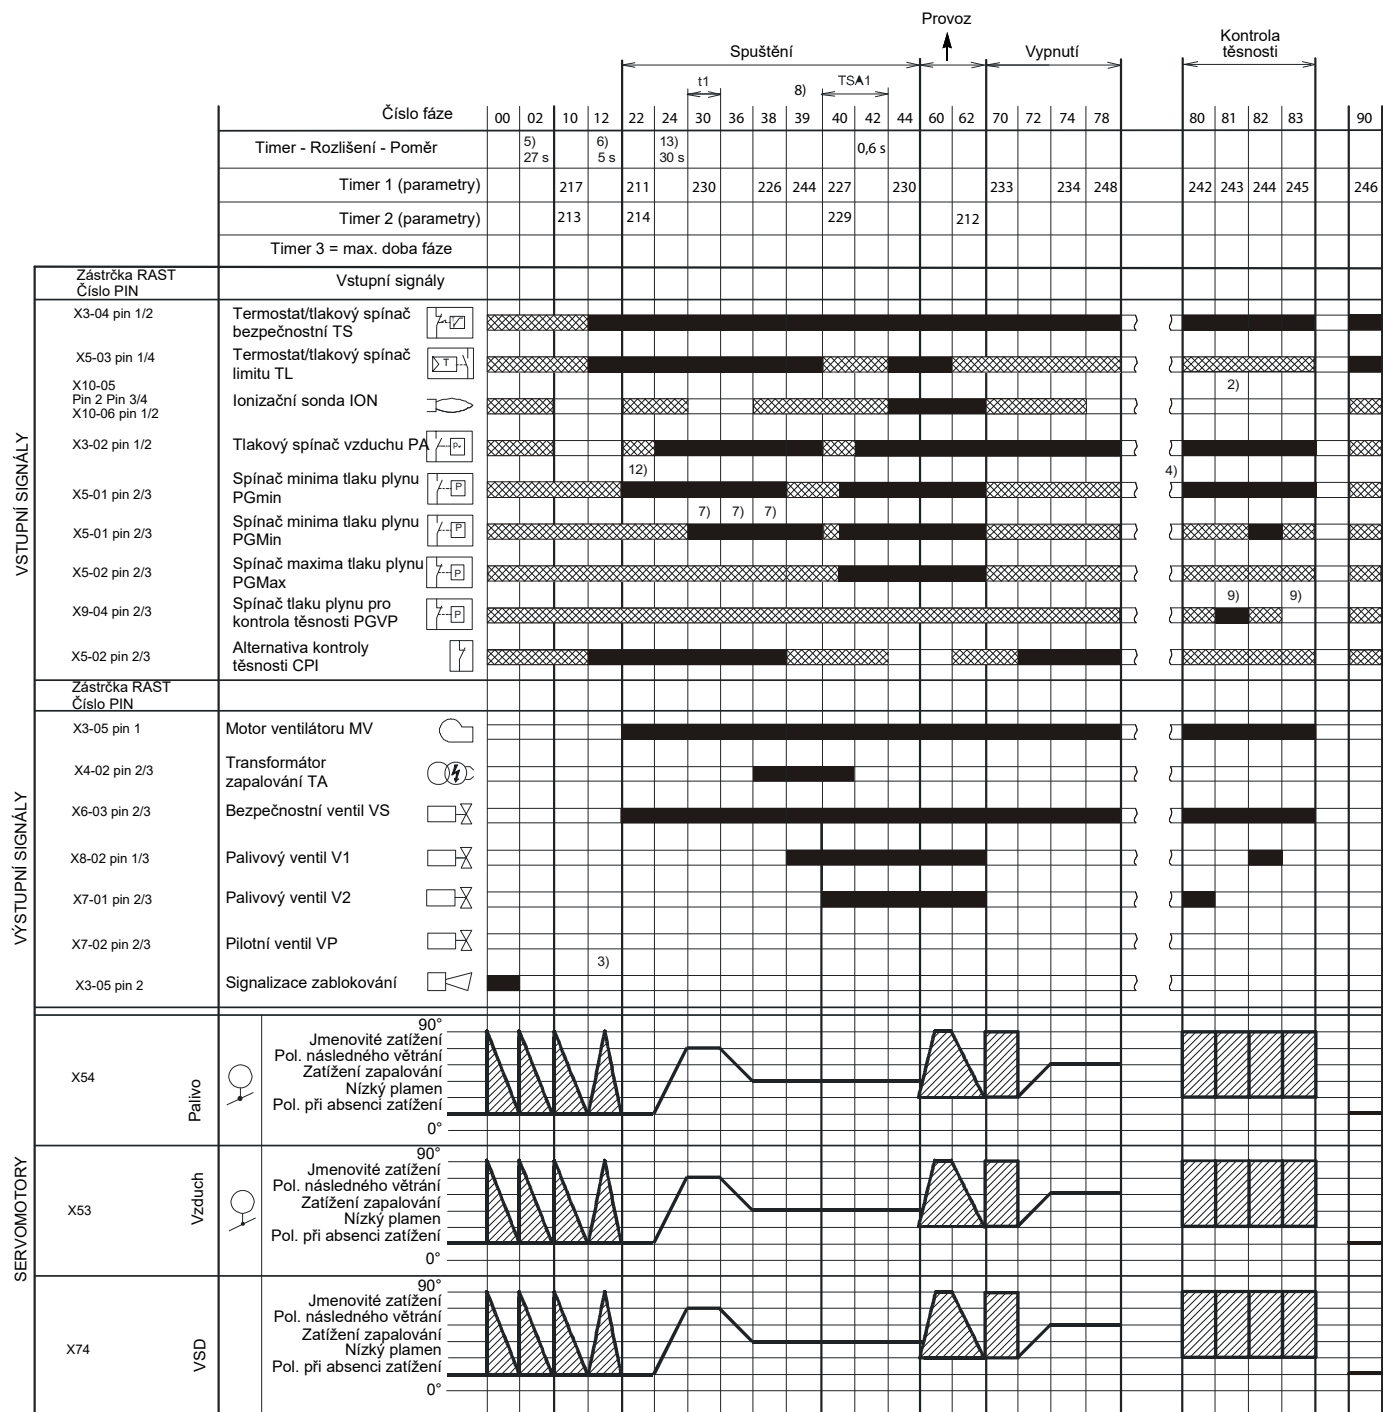 Provoz
Spuštění
Vypnutí
Kontrola
těsnosti
t1
8)
TSA1
Číslo fáze 00 02 10 12 22 24 30 36 38 39 40 42 44 60 62 70 72 74 78 80 81 82 83 90
Timer - Rozlišení - Poměr 5) 27 s 6) 5 s 13) 30 s 0,6 s
Timer 1 (parametry) 217 211 230 226 244 227 230 233 234 248 242 243 244 245 246
Timer 2 (parametry) 213 214 229 212
Timer 3 = max. doba fáze
Zástrčka RAST
Číslo PIN
Vstupní signály
VSTUPNÍ SIGNÁLY
X3-04 pin 1/2
Termostat/tlakový spínač
bezpečnostní TS
X5-03 pin 1/4
Termostat/tlakový spínač
limitu TL
T
2)
X10-05
Pin 2 Pin 3/4
X10-06 pin 1/2
Ionizační sonda ION
X3-02 pin 1/2
Tlakový spínač vzduchu PA
P
12)
4)
X5-01 pin 2/3
Spínač minima tlaku plynu
PGmin
P
7) 7) 7)
X5-01 pin 2/3
Spínač minima tlaku plynu
PGMin
P
X5-02 pin 2/3
Spínač maxima tlaku plynu
PGMax
P
9) 9)
X9-04 pin 2/3
Spínač tlaku plynu pro
kontrola těsnosti PGVP
P
X5-02 pin 2/3
Alternativa kontroly
těsnosti CPI
Zástrčka RAST
Číslo PIN
VÝSTUPNÍ SIGNÁLY
X3-05 pin 1
Motor ventilátoru MV
X4-02 pin 2/3
Transformátor
zapalování TA
X6-03 pin 2/3
Bezpečnostní ventil VS
X8-02 pin 1/3
Palivový ventil V1
X7-01 pin 2/3
Palivový ventil V2
X7-02 pin 2/3
Pilotní ventil VP
3)
X3-05 pin 2
Signalizace zablokování
SERVOMOTORY
X54
Palivo
90°
Jmenovité zatížení
Pol. následného větrání
Zatížení zapalování
Nízký plamen
Pol. při absenci zatížení
0°
X53
Vzduch
90°
Jmenovité zatížení
Pol. následného větrání
Zatížení zapalování
Nízký plamen
Pol. při absenci zatížení
0°
X74
VSD
90°
Jmenovité zatížení
Pol. následného větrání
Zatížení zapalování
Nízký plamen
Pol. při absenci zatížení
0°